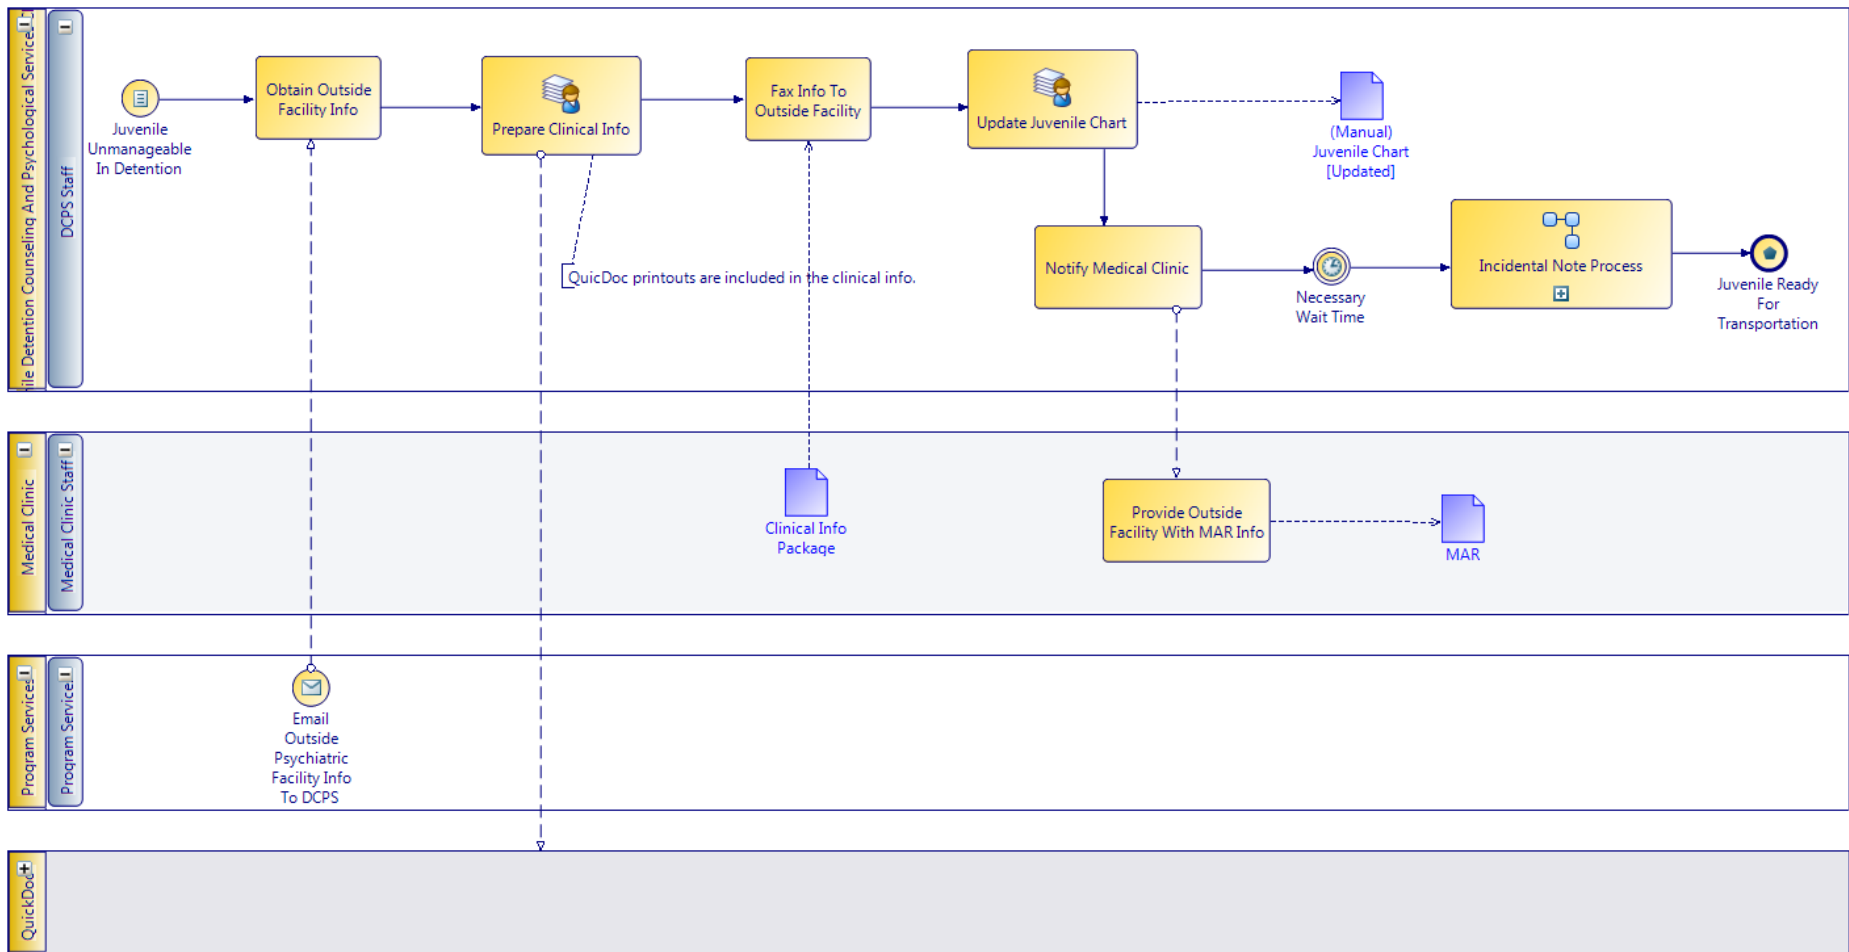 ile Detention Counseling And Psychological Service
DCPS Staff
Juvenile
Unmanageable
In Detention
Obtain Outside
Facility Info
Prepare Clinical Info
Fax Info To
Outside Facility
Update Juvenile Chart
(Manual)
Juvenile Chart
[Updated]
QuicDoc printouts are included in the clinical info.
Notify Medical Clinic
Necessary
Wait Time
Incidental Note Process
Juvenile Ready
For
Transportation
Medical Clinic
Medical Clinic Staff
Clinical Info
Package
Provide Outside
Facility With MAR Info
MAR
Program Services
Program Service
Email
Outside
Psychiatric
Facility Info
To DCPS
QuickDoc